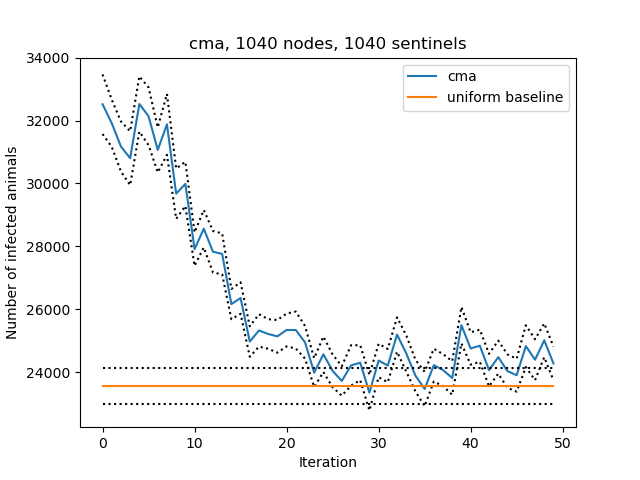 cma, 1040 nodes, 1040 sentinels
34000
32000
30000
28000
26000
24000
Number of infected animals
cma
uniform baseline
0 10 20 30 40 50
Iteration